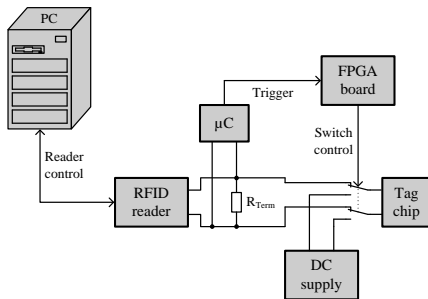 PC
FPGA
board
Trigger
µC
Switch
control
Reader
control
RFID
reader
R_Term
Tag
chip
DC
supply